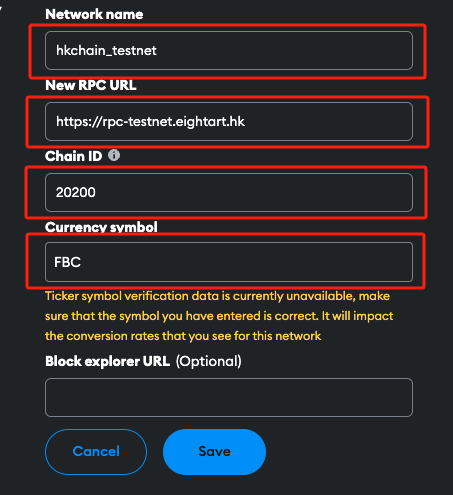 Network name
hkchain_testnet
New RPC URL
https://rpc-testnet.eightart.hk
Chain ID
20200
Currency symbol
FBC
Ticker symbol verification data is currently unavailable, make
sure that the symbol you have entered is correct. It will impact
the conversion rates that you see for this network
Block explorer URL (Optional)
Cancel
Save